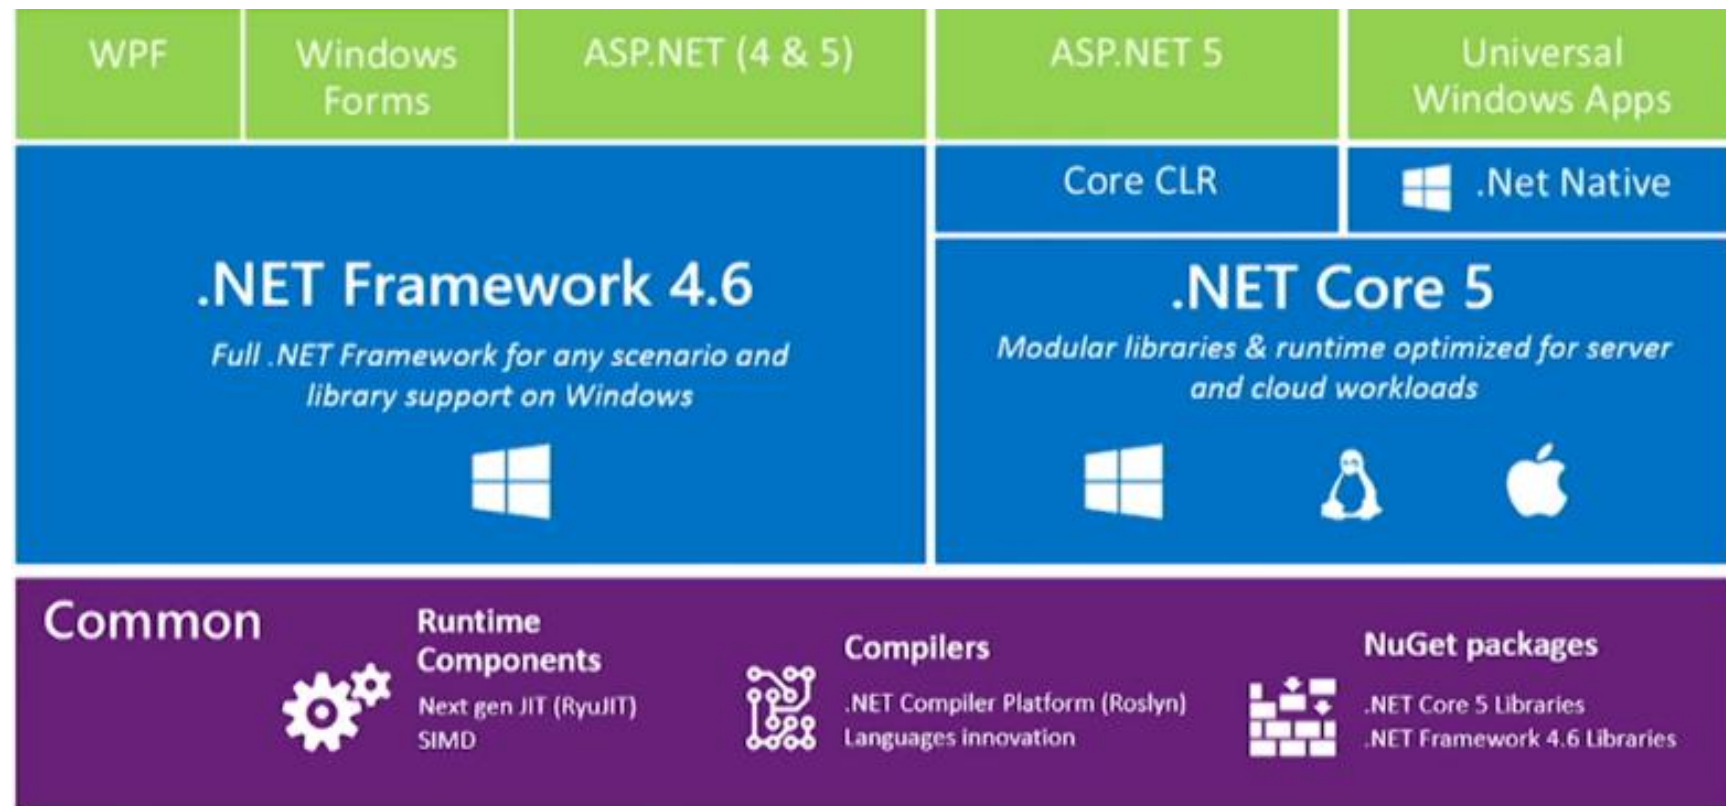 WPF
Windows
Forms
ASP.NET (4 & 5)
ASP.NET 5
Universal
Windows Apps
Core CLR
.Net Native
.NET Framework 4.6
Full .NET Framework for any scenario and
library support on Windows
.NET Core 5
Modular libraries & runtime optimized for server
and cloud workloads
Common
Runtime
Components
Next gen JIT (RyuJIT)
SIMD
Compilers
.NET Compiler Platform (Roslyn)
Languages innovation
NuGet packages
.NET Core 5 Libraries
.NET Framework 4.6 Libraries